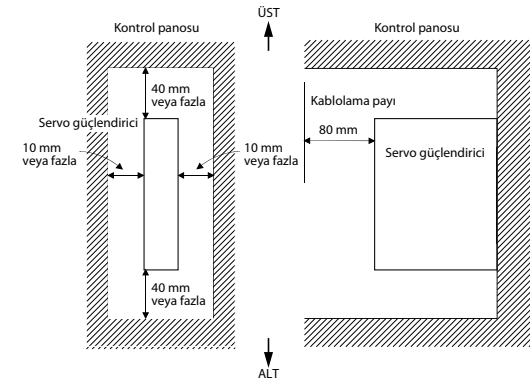 ÜST
Kontrol panosu
Kontrol panosu
40 mm
veya fazla
Servo güçlendirici
10 mm
veya fazla
10 mm
veya fazla
40 mm
veya fazla
Kablolama payı
80 mm
Servo güçlendirici
ALT